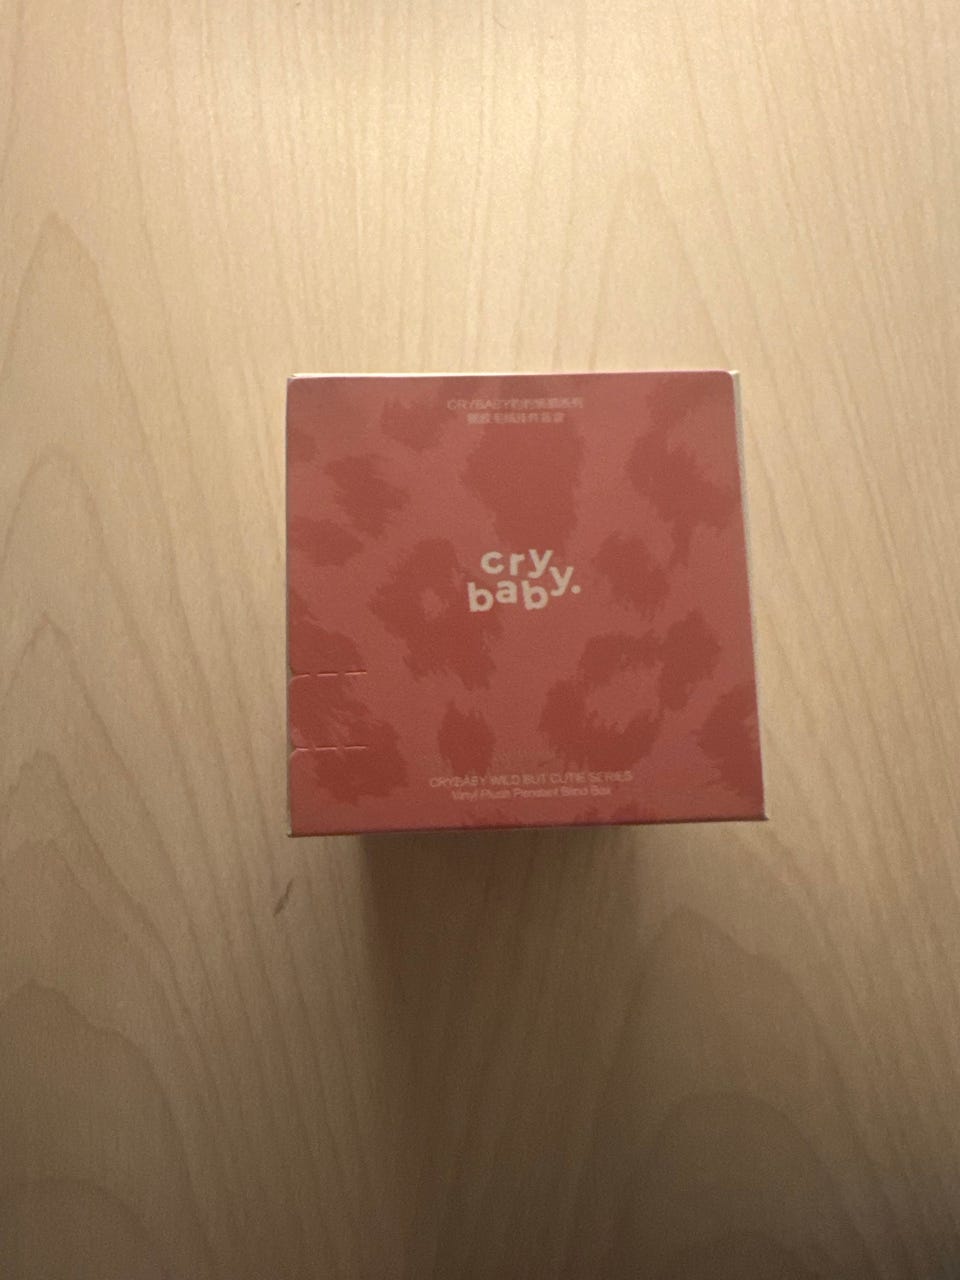 CRYBABY
cry
baby.
CRYBABY WILD BUT CUTIE SERIES
Vinyl Plush Pendant Blind Box